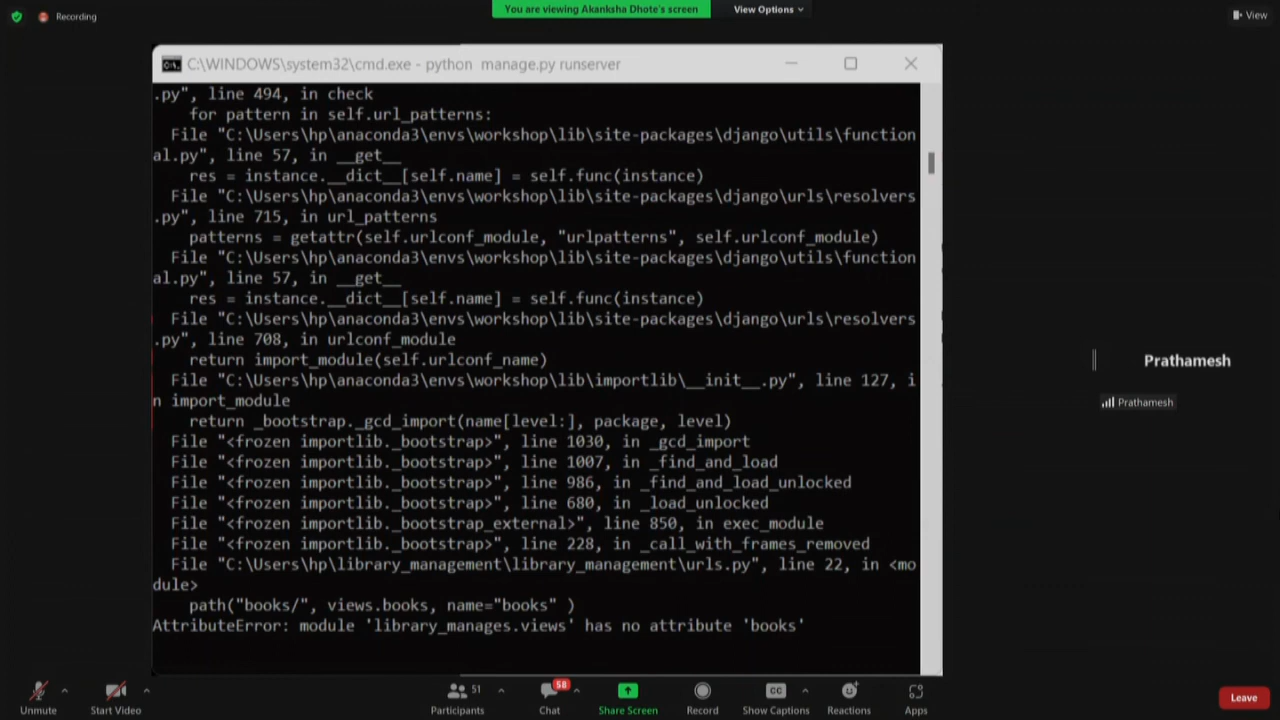 Recording
You are viewing Akanksha Dhote's screen
View Options
View
C:\WINDOWS\system32\cmd.exe - python  manage.py runserver
.py", line 494, in check
    for pattern in self.url_patterns:
  File "C:\Users\hp\anaconda3\envs\workshop\lib\site-packages\django\utils\function
al.py", line 57, in __get__
    res = instance.__dict__[self.name] = self.func(instance)
  File "C:\Users\hp\anaconda3\envs\workshop\lib\site-packages\django\urls\resolvers
.py", line 715, in url_patterns
    patterns = getattr(self.urlconf_module, "urlpatterns", self.urlconf_module)
  File "C:\Users\hp\anaconda3\envs\workshop\lib\site-packages\django\utils\function
al.py", line 57, in __get__
    res = instance.__dict__[self.name] = self.func(instance)
  File "C:\Users\hp\anaconda3\envs\workshop\lib\site-packages\django\urls\resolvers
.py", line 708, in urlconf_module
    return import_module(self.urlconf_name)
  File "C:\Users\hp\anaconda3\envs\workshop\lib\importlib\__init__.py", line 127, i
n import_module
    return _bootstrap._gcd_import(name[level:], package, level)
  File "<frozen importlib._bootstrap>", line 1030, in _gcd_import
  File "<frozen importlib._bootstrap>", line 1007, in _find_and_load
  File "<frozen importlib._bootstrap>", line 986, in _find_and_load_unlocked
  File "<frozen importlib._bootstrap>", line 680, in _load_unlocked
  File "<frozen importlib._bootstrap_external>", line 850, in exec_module
  File "<frozen importlib._bootstrap>", line 228, in _call_with_frames_removed
  File "C:\Users\hp\library_management\library_management\urls.py", line 22, in <mo
dule>
    path("books/", views.books, name="books" )
AttributeError: module 'library_manages.views' has no attribute 'books'
Prathamesh
Prathamesh
Unmute
Start Video
51
Participants
58
Chat
Share Screen
Record
CC
Show Captions
Reactions
Apps
Leave